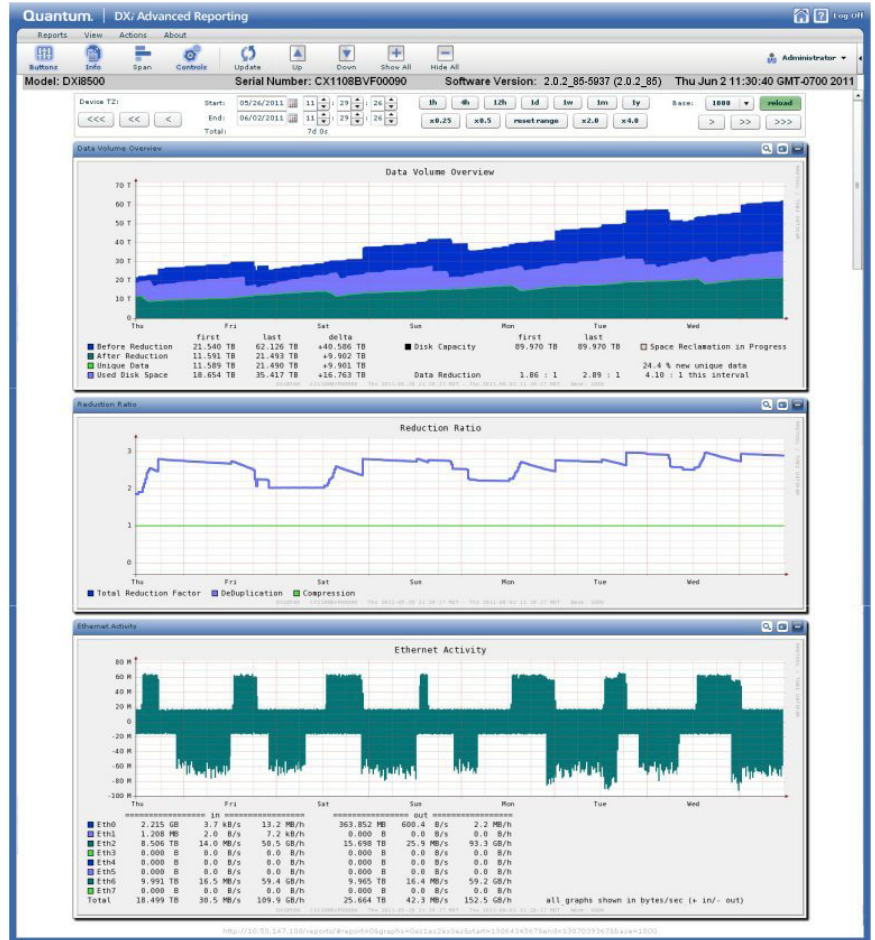 Quantum. DXi Advanced Reporting Log Off
Reports View Actions About
Buttons Info Span Controls Update Up Down Show All Hide All Administrator
Model: DXi8500 Serial Number: CX1108BVF00090 Software Version: 2.0.2_85-5937 (2.0.2_85) Thu Jun 2 11:30:40 GMT-0700 2011
Device TZ: Start: 05/26/2011 11 : 29 : 26 1h 4h 12h 1d 1w 1m 1y Base: 1000 reload
<<< << < End: 06/02/2011 11 : 29 : 26 x0.25 x0.5 reset range x2.0 x4.0 > >> >>>
Total: 7d 0s
Data Volume Overview
Data Volume Overview
70 T
60 T
50 T
40 T
30 T
20 T
10 T
0
Thu Fri Sat Sun Mon Tue Wed
first last delta first last
Before Reduction 21.540 TB 62.126 TB +40.586 TB Disk Capacity 89.970 TB 89.970 TB Space Reclamation in Progress
After Reduction 11.591 TB 21.493 TB +9.902 TB
Unique Data 11.589 TB 21.490 TB +9.901 TB 24.4 % new unique data
Used Disk Space 18.654 TB 35.417 TB +16.763 TB Data Reduction 1.86 : 1 2.89 : 1 4.10 : 1 this interval
Reduction Ratio
Reduction Ratio
3
2
1
0
Thu Fri Sat Sun Mon Tue Wed
Total Reduction Factor DeDuplication Compression
Ethernet Activity
Ethernet Activity
80 M
60 M
40 M
20 M
0
-20 M
-40 M
-60 M
-80 M
-100 M
Thu Fri Sat Sun Mon Tue Wed
================== in ================== ================== out ==================
Eth0 2.215 GB 3.7 kB/s 13.2 MB/h 363.852 MB 600.4 B/s 2.2 MB/h
Eth1 1.208 MB 2.0 B/s 7.2 kB/h 0.000 B 0.0 B/s 0.0 B/h
Eth2 8.506 TB 14.0 MB/s 50.5 GB/h 15.698 TB 25.9 MB/s 93.3 GB/h
Eth3 0.000 B 0.0 B/s 0.0 B/h 0.000 B 0.0 B/s 0.0 B/h
Eth4 0.000 B 0.0 B/s 0.0 B/h 0.000 B 0.0 B/s 0.0 B/h
Eth5 0.000 B 0.0 B/s 0.0 B/h 0.000 B 0.0 B/s 0.0 B/h
Eth6 9.991 TB 16.5 MB/s 59.4 GB/h 9.965 TB 16.4 MB/s 59.2 GB/h
Eth7 0.000 B 0.0 B/s 0.0 B/h 0.000 B 0.0 B/s 0.0 B/h
Total 18.499 TB 30.5 MB/s 109.9 GB/h 25.664 TB 42.3 MB/s 152.5 GB/h all graphs shown in bytes/sec (+ in/- out)